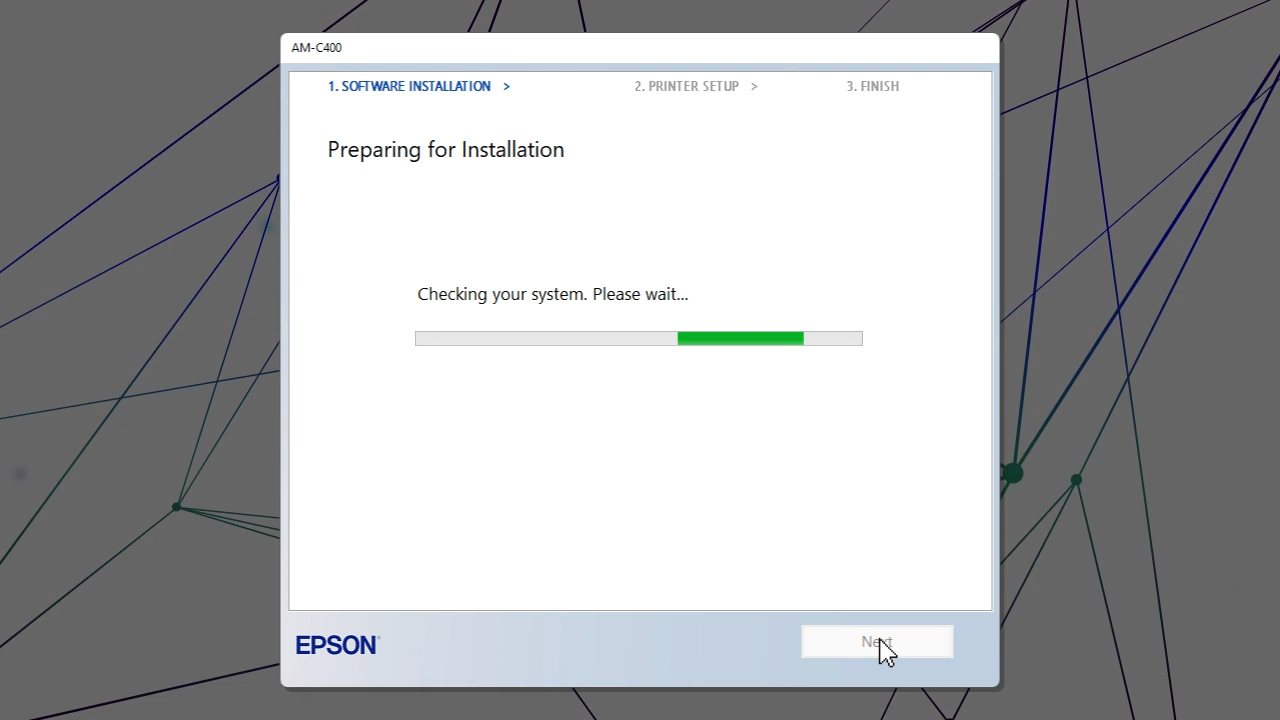 AM-C400
1. SOFTWARE INSTALLATION > 2. PRINTER SETUP > 3. FINISH
Preparing for Installation
Checking your system. Please wait...
EPSON
Next